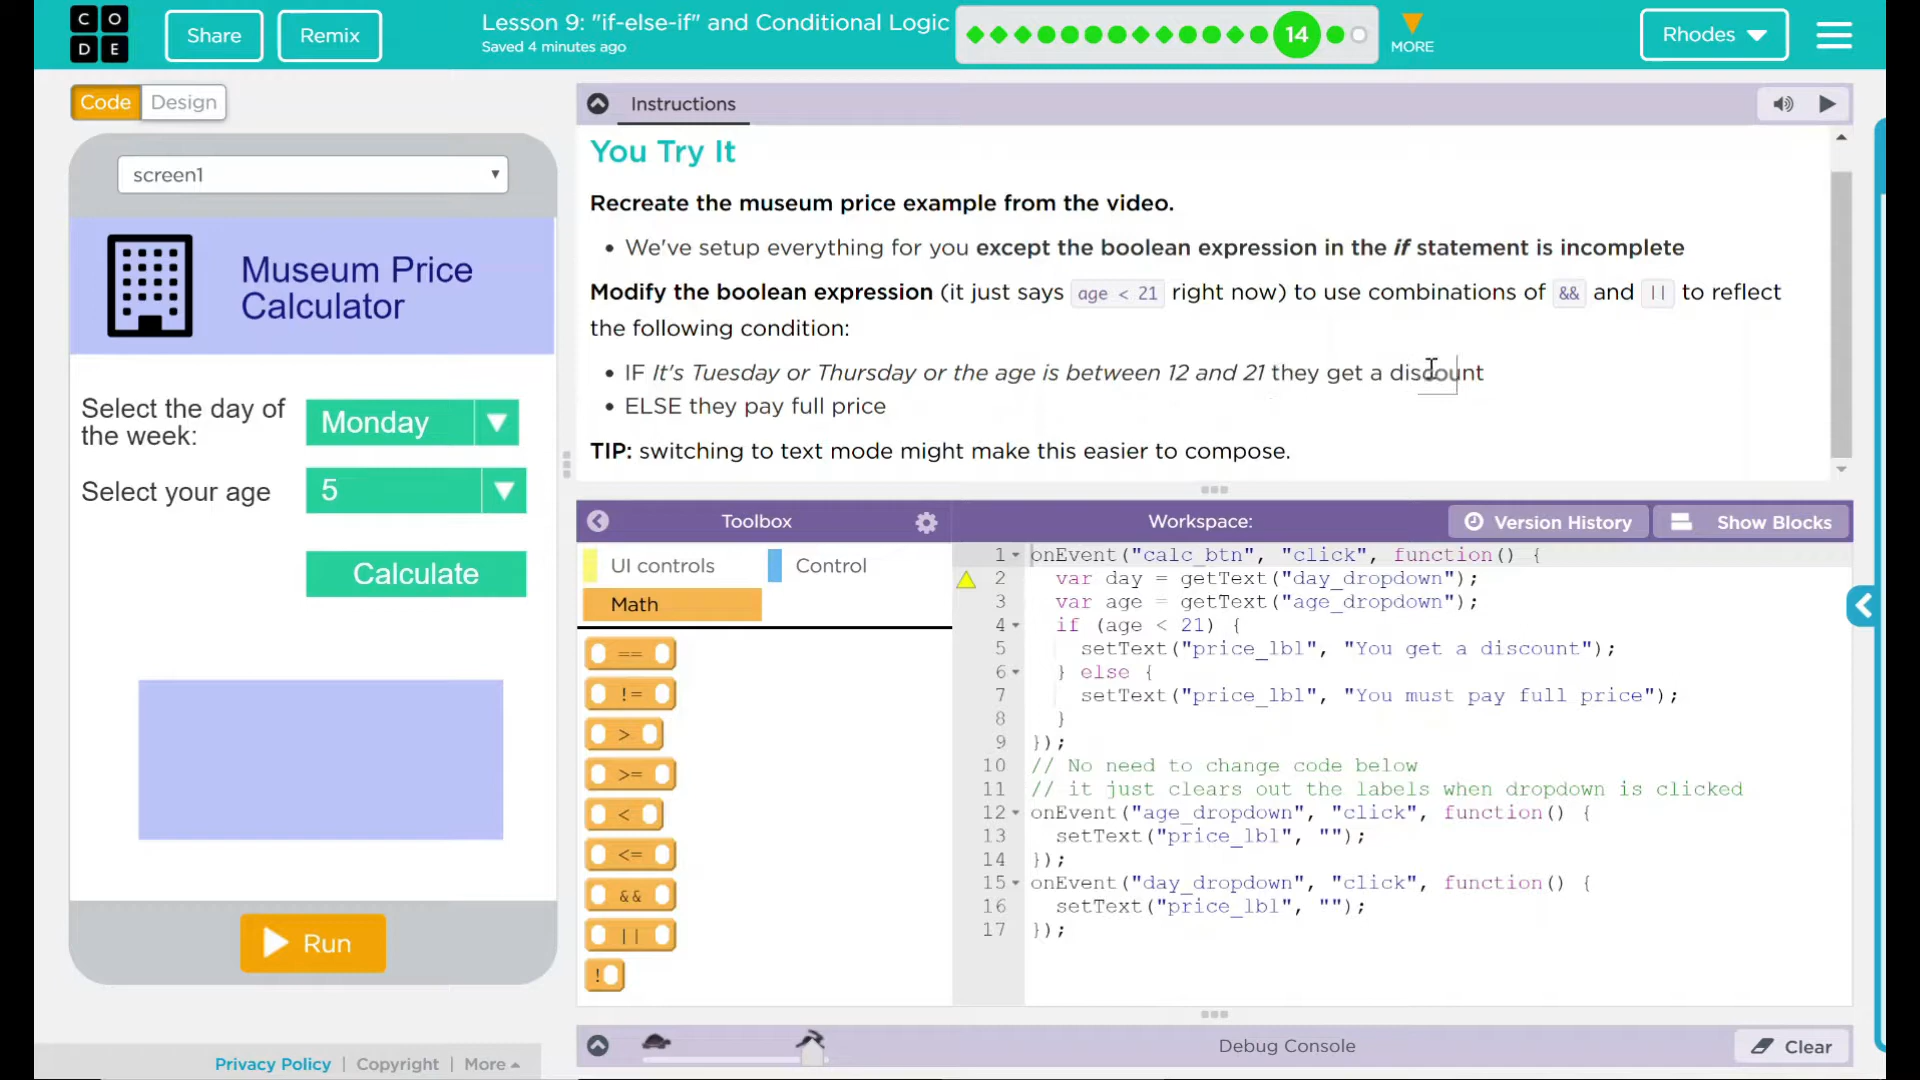 CO
DE
Share
Remix
Lesson 9: "if-else-if" and Conditional Logic
Saved 4 minutes ago
14
MORE
Rhodes
Code
Design
screen1
Museum Price
Calculator
Select the day of
the week:
Monday
Select your age
5
Calculate
Run
Privacy Policy | Copyright | More
Instructions
You Try It
Recreate the museum price example from the video.
• We've setup everything for you except the boolean expression in the if statement is incomplete
Modify the boolean expression (it just says age < 21 right now) to use combinations of && and || to reflect
the following condition:
• IF It's Tuesday or Thursday or the age is between 12 and 21 they get a discount
• ELSE they pay full price
TIP: switching to text mode might make this easier to compose.
Toolbox
Workspace:
Version History
Show Blocks
UI controls
Control
Math
==
!=
>
>=
<
<=
&&
||
!
1 onEvent("calc_btn", "click", function() {
2 var day = getText("day_dropdown");
3 var age = getText("age_dropdown");
4 if (age < 21) {
5 setText("price_lbl", "You get a discount");
6 } else {
7 setText("price_lbl", "You must pay full price");
8 }
9 });
10 // No need to change code below
11 // it just clears out the labels when dropdown is clicked
12 onEvent("age_dropdown", "click", function() {
13 setText("price_lbl", "");
14 });
15 onEvent("day_dropdown", "click", function() {
16 setText("price_lbl", "");
17 });
Debug Console
Clear